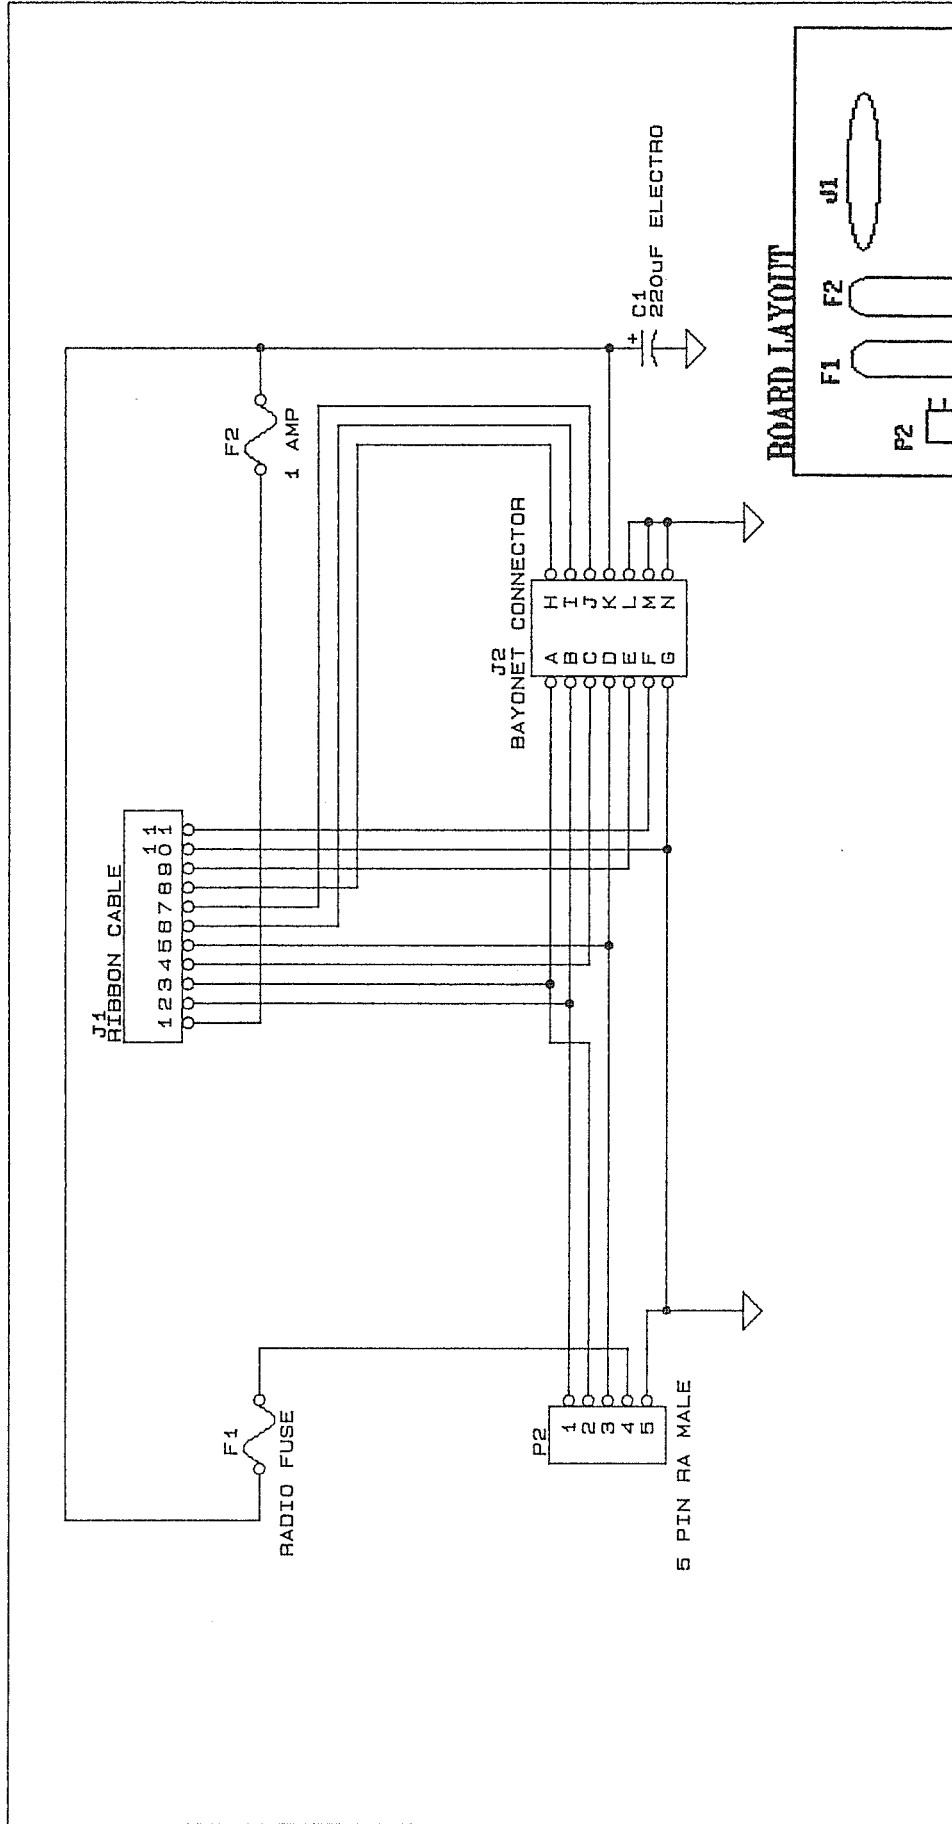 J1
RIBBON CABLE
1 2 3 4 5 6 7 8 9 10 11
F1
RADIO FUSE
F2
1 AMP
P2
1
2
3
4
5
5 PIN RA MALE
J2
BAYONET CONNECTOR
A H
B I
C J
D K
E L
F M
G N
+
C1
220uF ELECTRO
BOARD LAYOUT
P2
F1
F2
J1